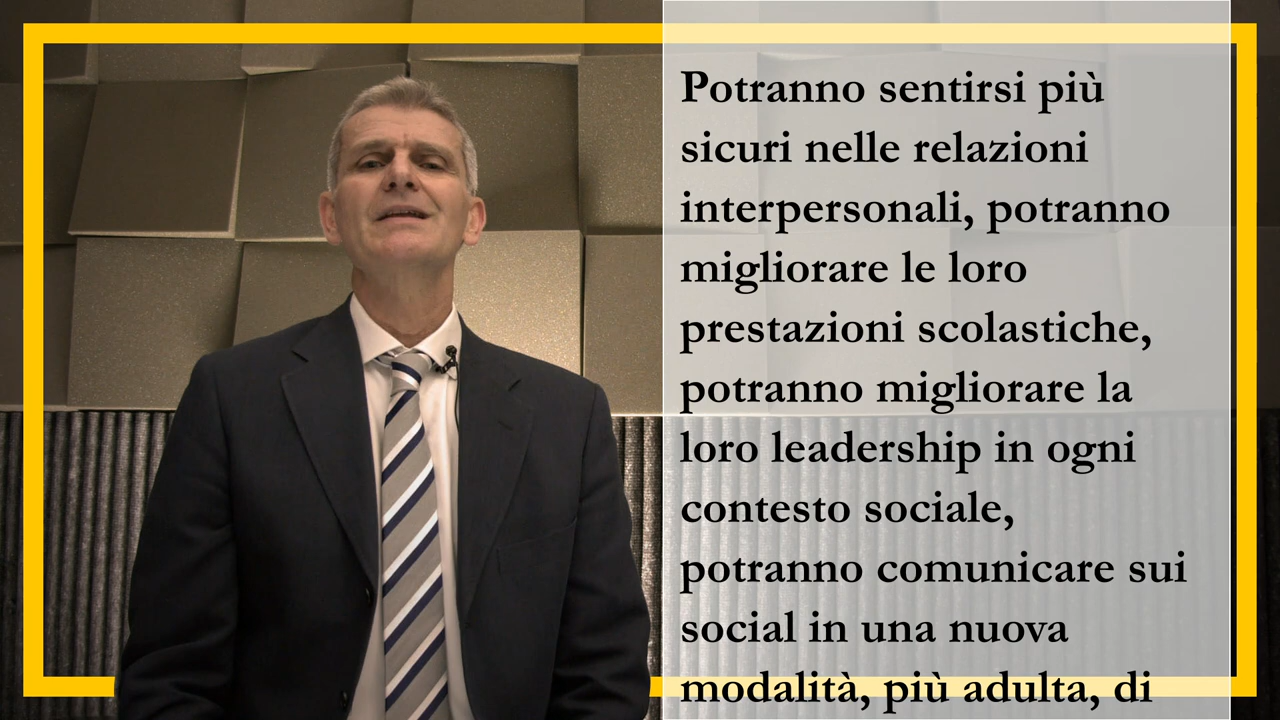 Potranno sentirsi più
sicuri nelle relazioni
interpersonali, potranno
migliorare le loro
prestazioni scolastiche,
potranno migliorare la
loro leadership in ogni
contesto sociale,
potranno comunicare sui
social in una nuova
modalità, più adulta, di